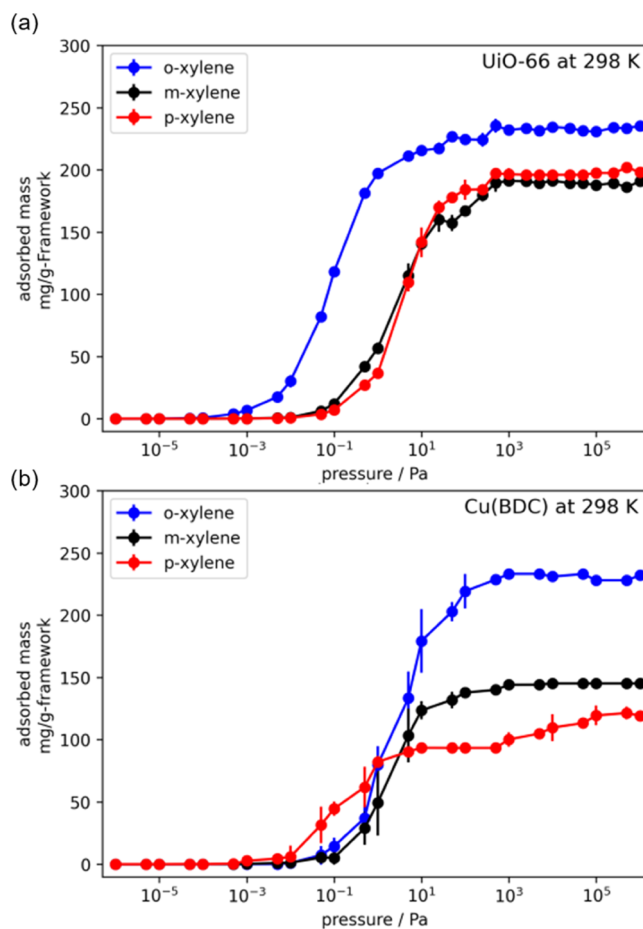 (a)
300
250
200
150
100
50
0
adsorbed mass
mg/g-Framework
o-xylene
m-xylene
p-xylene
UiO-66 at 298 K
10⁻⁵
10⁻³
10⁻¹
10¹
10³
10⁵
pressure / Pa
(b)
300
250
200
150
100
50
0
adsorbed mass
mg/g-framework
o-xylene
m-xylene
p-xylene
Cu(BDC) at 298 K
10⁻⁵
10⁻³
10⁻¹
10¹
10³
10⁵
pressure / Pa